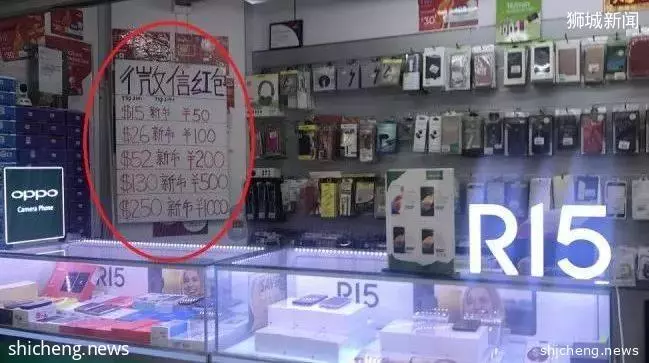 狮城新闻
微信红包
$15 新币 ¥50
$26 新币 ¥100
$52 新币 ¥200
$130 新币 ¥500
$250 新币 ¥1000
oppo
Camera Phone
R15
R15
R15
shicheng.news
shicheng.news